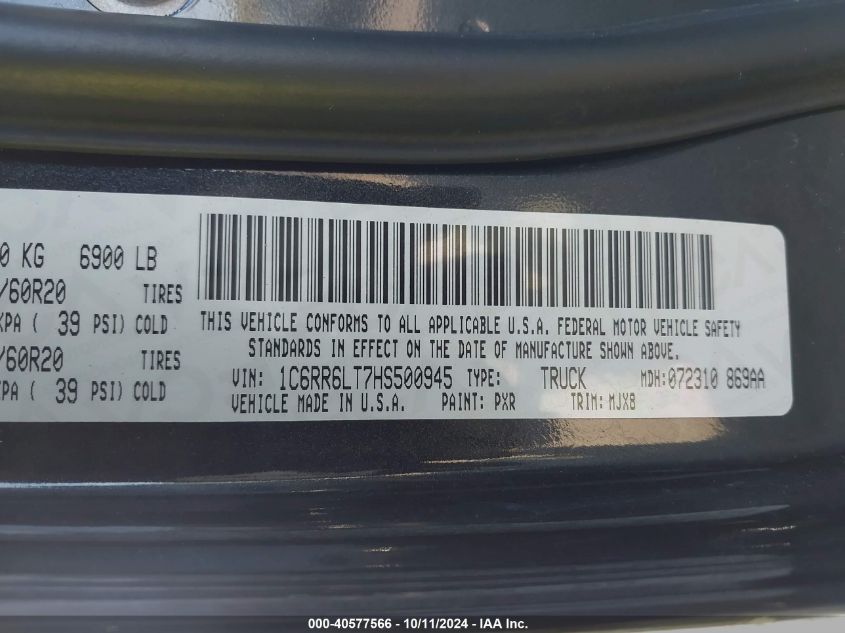 0 KG 6900 LB
/60R20 TIRES
KPA ( 39 PSI) COLD
/60R20 TIRES
KPA ( 39 PSI) COLD
THIS VEHICLE CONFORMS TO ALL APPLICABLE U.S.A. FEDERAL MOTOR VEHICLE SAFETY
STANDARDS IN EFFECT ON THE DATE OF MANUFACTURE SHOWN ABOVE.
VIN: 1C6RR6LT7HS500945 TYPE: TRUCK MDH: 072310 869AA
VEHICLE MADE IN U.S.A. PAINT: PXR TRIM: MJX8
000-40577566 - 10/11/2024 - IAA Inc.